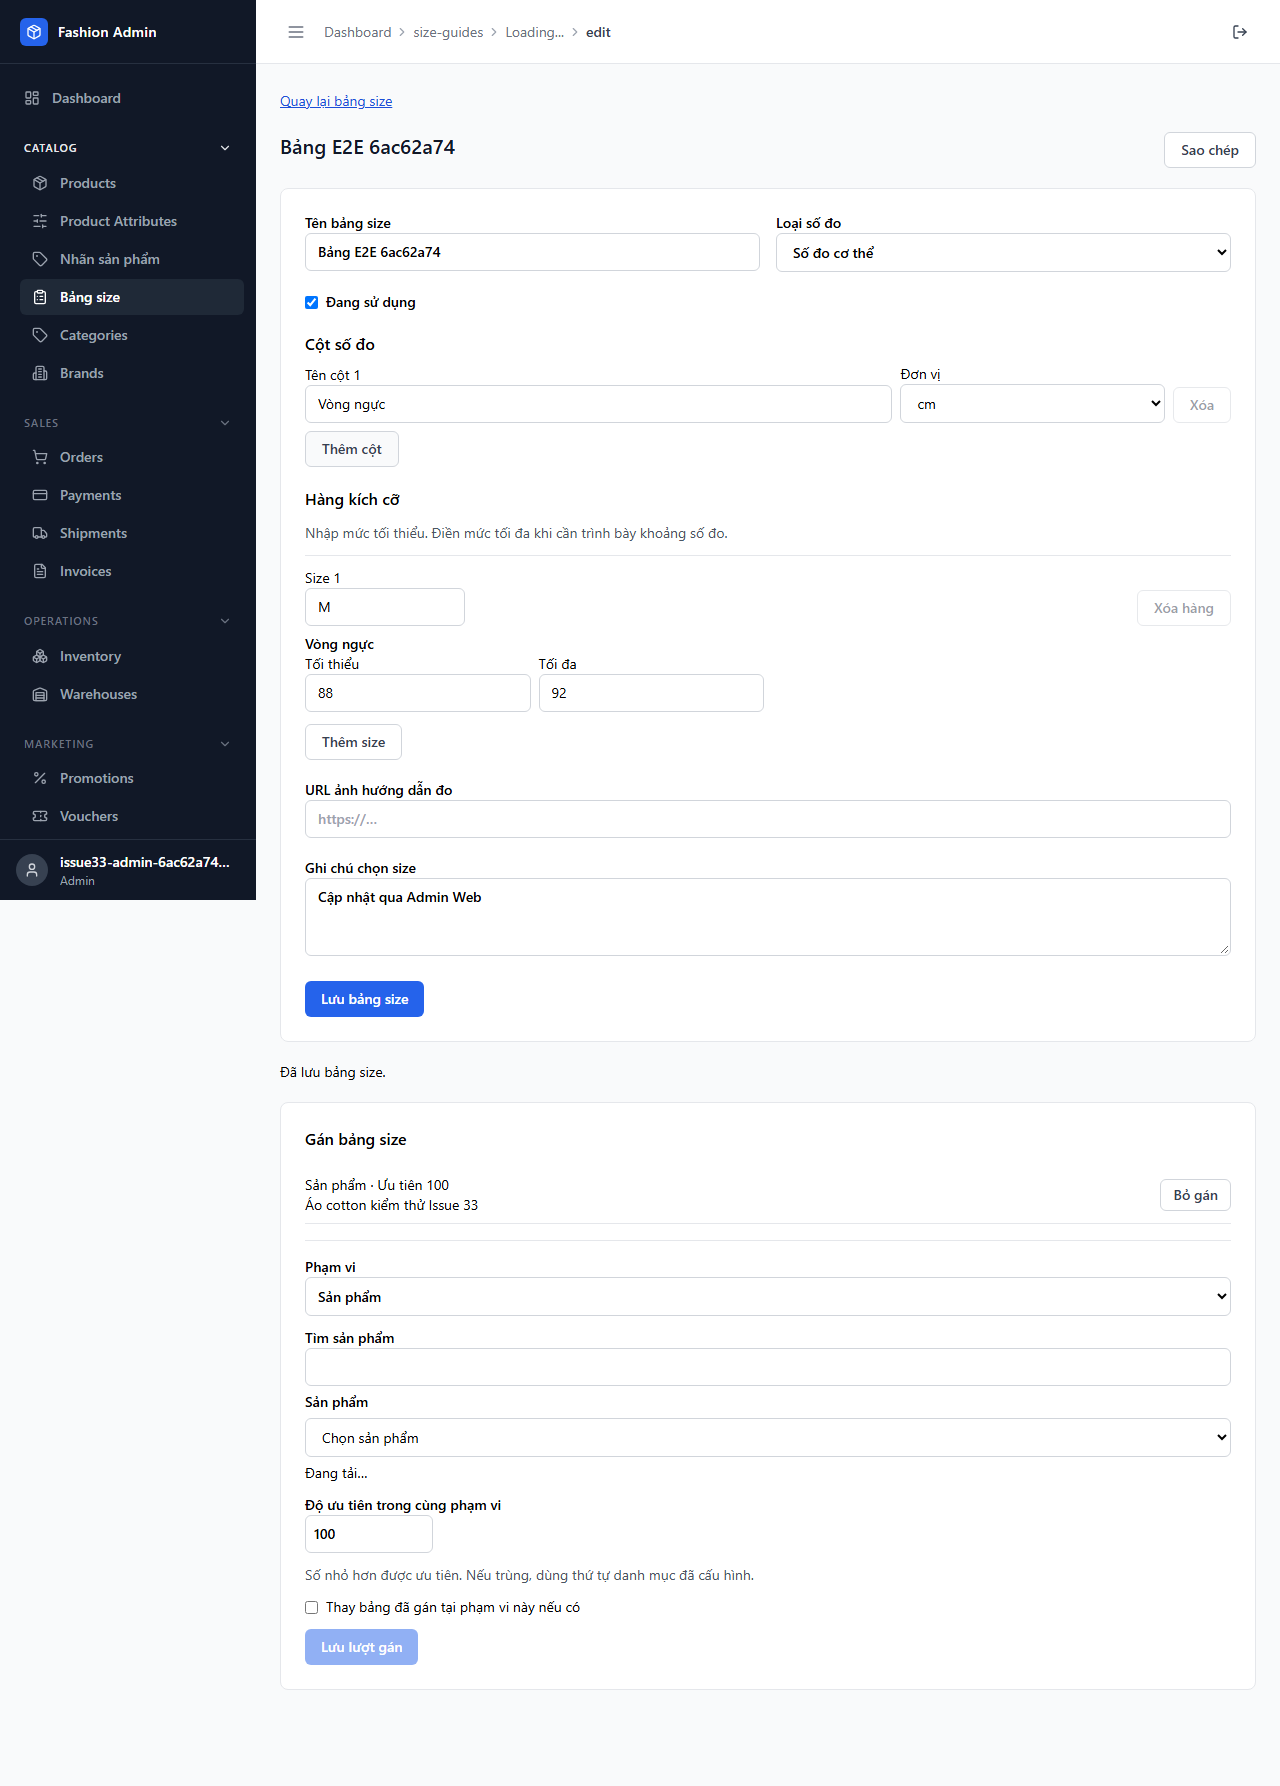 Fashion Admin
Dashboard
CATALOG
Products
Product Attributes
Nhãn sản phẩm
Bảng size
Categories
Brands
SALES
Orders
Payments
Shipments
Invoices
OPERATIONS
Inventory
Warehouses
MARKETING
Promotions
Vouchers
issue33-admin-6ac62a74...
Admin
Dashboard > size-guides > Loading... > edit
Quay lại bảng size
Bảng E2E 6ac62a74
Sao chép
Tên bảng size
Bảng E2E 6ac62a74
Loại số đo
Số đo cơ thể
Đang sử dụng
Cột số đo
Tên cột 1
Vòng ngực
Đơn vị
cm
Xóa
Thêm cột
Hàng kích cỡ
Nhập mức tối thiểu. Điền mức tối đa khi cần trình bày khoảng số đo.
Size 1
M
Xóa hàng
Vòng ngực
Tối thiểu
88
Tối đa
92
Thêm size
URL ảnh hướng dẫn đo
https://...
Ghi chú chọn size
Cập nhật qua Admin Web
Lưu bảng size
Đã lưu bảng size.
Gán bảng size
Sản phẩm · Ưu tiên 100
Áo cotton kiểm thử Issue 33
Bỏ gán
Phạm vi
Sản phẩm
Tìm sản phẩm
Sản phẩm
Chọn sản phẩm
Đang tải...
Độ ưu tiên trong cùng phạm vi
100
Số nhỏ hơn được ưu tiên. Nếu trùng, dùng thứ tự danh mục đã cấu hình.
Thay bảng đã gán tại phạm vi này nếu có
Lưu lượt gán